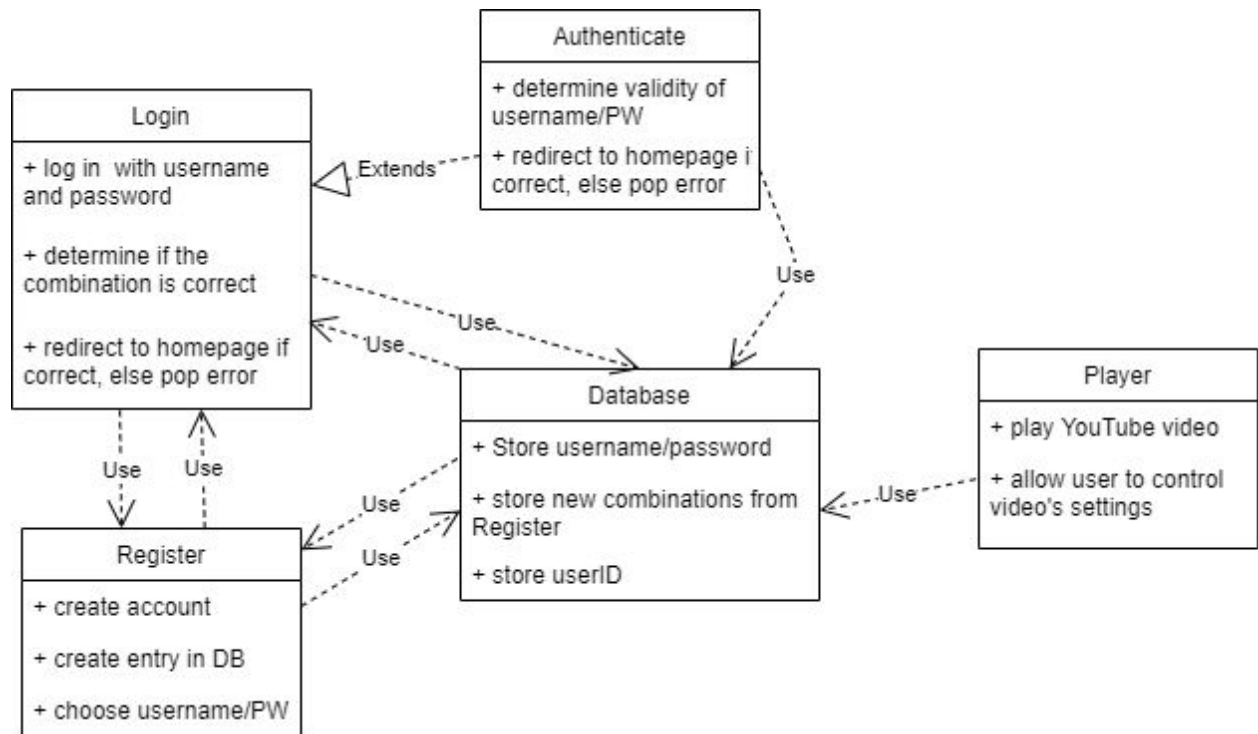 Authenticate
+ determine validity of
username/PW
+ redirect to homepage i
correct, else pop error
Login
+ log in  with username
and password
+ determine if the
combination is correct
+ redirect to homepage if
correct, else pop error
Extends
Use
Use
Use
Database
+ Store username/password
+ store new combinations from
Register
+ store userID
Player
+ play YouTube video
+ allow user to control
video's settings
Use
Use
Use
Use
Use
Register
+ create account
+ create entry in DB
+ choose username/PW